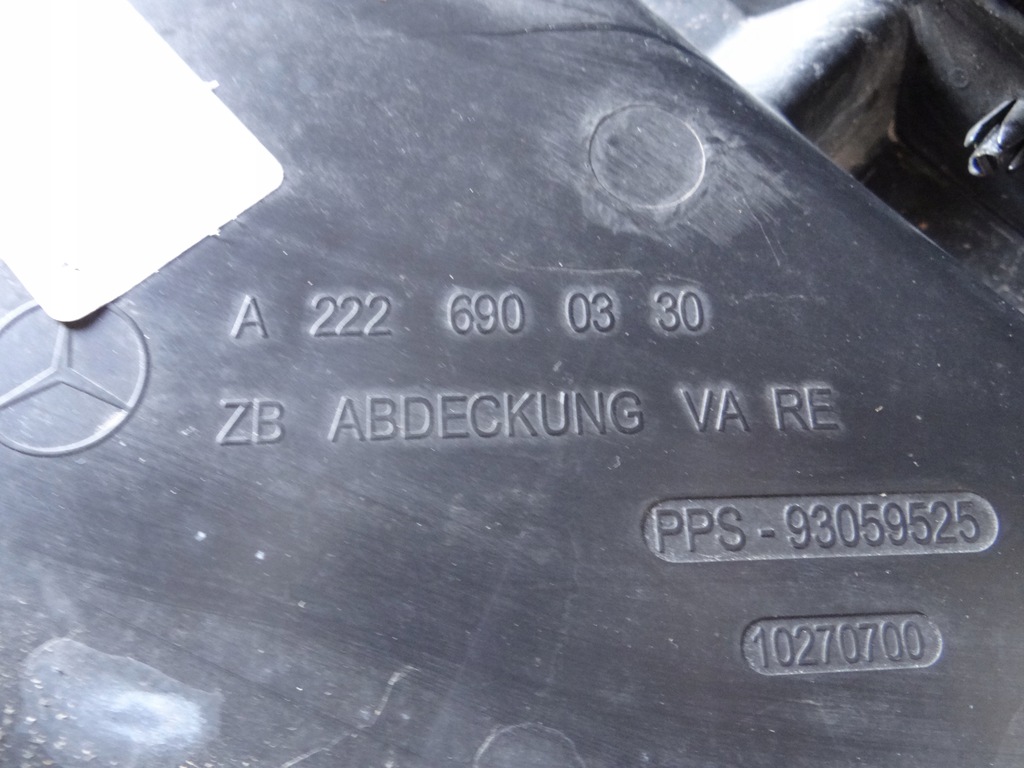 A 222 690 03 30
ZB ABDECKUNG VA RE
PPS - 93059525
10270700